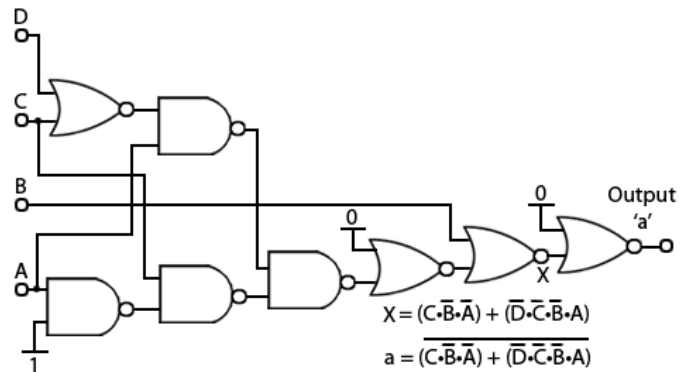 D
C
B
A
1
0
0
Output
'a'
X
X = (C•B̅•A̅) + (D̅•C̅•B̅•A)
a = (C•B̅•A̅) + (D̅•C̅•B̅•A)